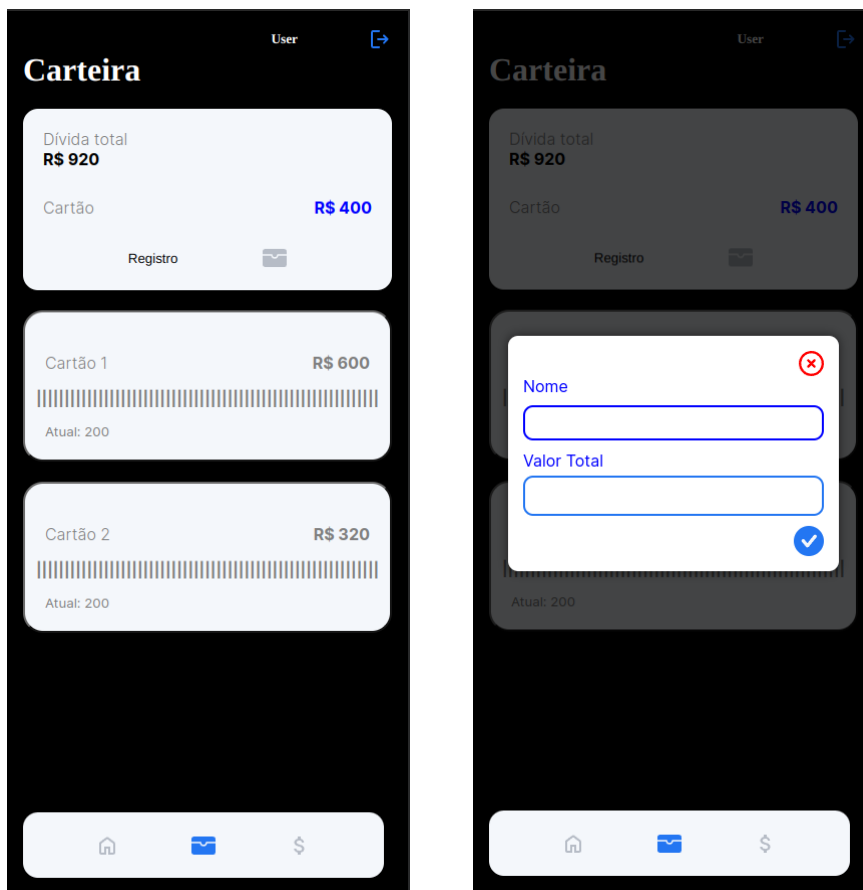 User
Carteira
Dívida total
R$ 920
Cartão R$ 400
Registro
Cartão 1 R$ 600
Atual: 200
Cartão 2 R$ 320
Atual: 200
$
User
Carteira
Dívida total
R$ 920
Cartão R$ 400
Registro
Nome
Valor Total
Atual: 200
$